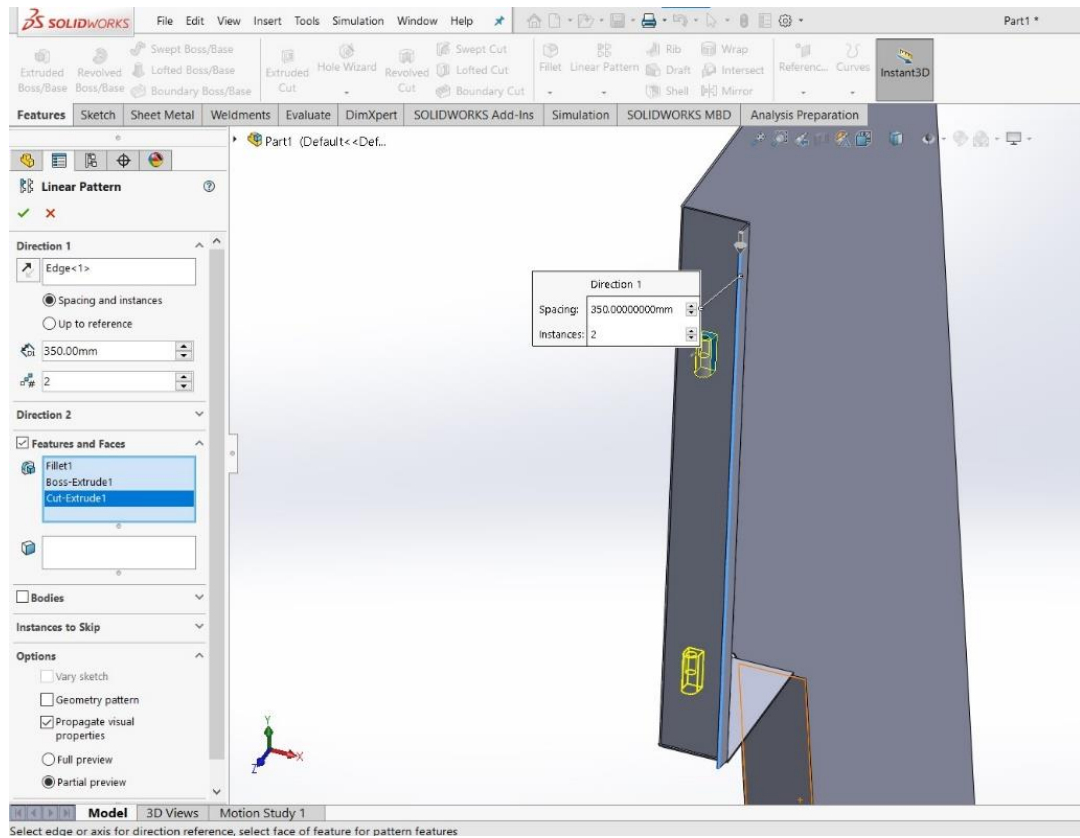 SOLIDWORKS File Edit View Insert Tools Simulation Window Help Part1 *
Extruded Boss/Base
Revolved Boss/Base
Swept Boss/Base
Lofted Boss/Base
Boundary Boss/Base
Extruded Cut
Hole Wizard
Revolved Cut
Swept Cut
Lofted Cut
Boundary Cut
Fillet
Linear Pattern
Rib
Draft
Shell
Wrap
Intersect
Mirror
Referenc...
Curves
Instant3D
Features Sketch Sheet Metal Weldments Evaluate DimXpert SOLIDWORKS Add-Ins Simulation SOLIDWORKS MBD Analysis Preparation
Part1 (Default<<Def...
Linear Pattern
Direction 1
Edge<1>
Spacing and instances
Up to reference
350.00mm
2
Direction 2
Features and Faces
Fillet1
Boss-Extrude1
Cut-Extrude1
Bodies
Instances to Skip
Options
Vary sketch
Geometry pattern
Propagate visual
properties
Full preview
Partial preview
Direction 1
Spacing: 350.00000000mm
Instances: 2
Y
X
Z
Model 3D Views Motion Study 1
Select edge or axis for direction reference, select face of feature for pattern features